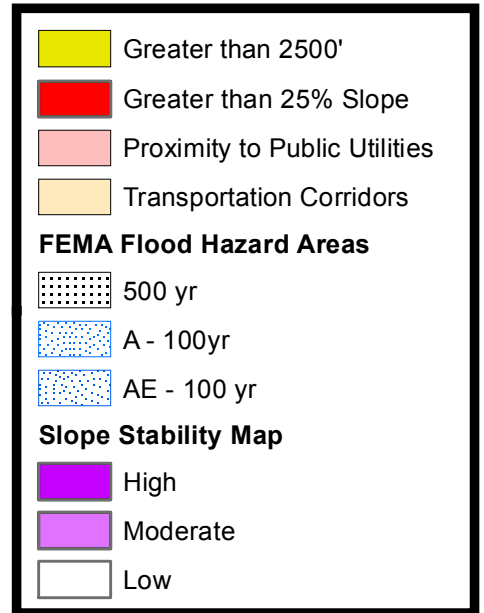 Greater than 2500'
Greater than 25% Slope
Proximity to Public Utilities
Transportation Corridors
FEMA Flood Hazard Areas
500 yr
A - 100yr
AE - 100 yr
Slope Stability Map
High
Moderate
Low